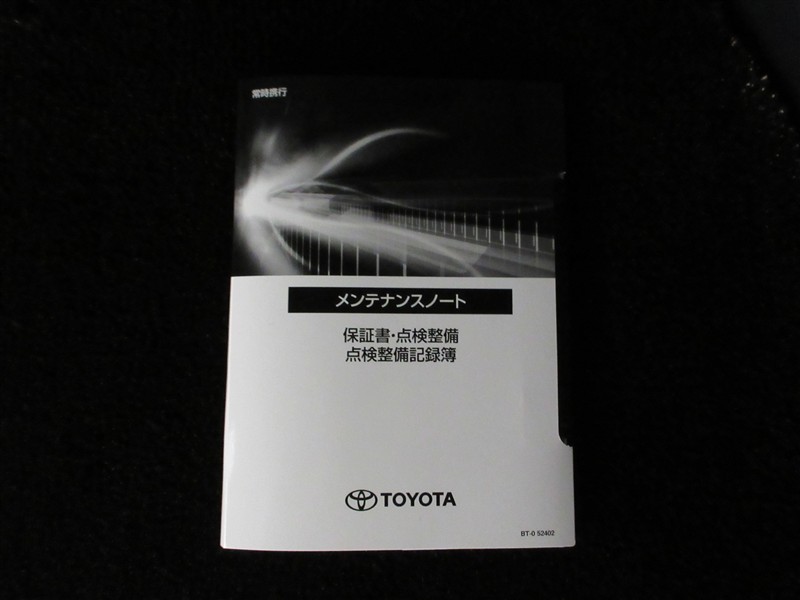 常時携行
メンテナンスノート
保証書・点検整備
点検整備記録簿
TOYOTA
BT-0 52402